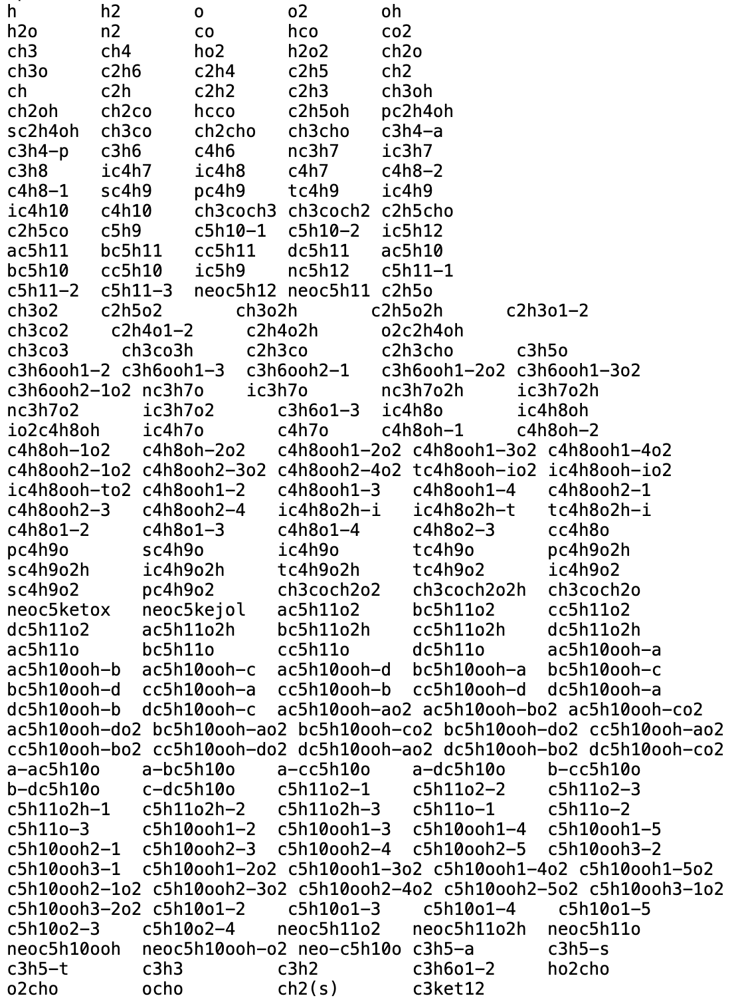 h h2 o o2 oh
h2o n2 co hco co2
ch3 ch4 ho2 h2o2 ch2o
ch3o c2h6 c2h4 c2h5 ch2
ch c2h c2h2 c2h3 ch3oh
ch2oh ch2co hcco c2h5oh pc2h4oh
sc2h4oh ch3co ch2cho ch3cho c3h4-a
c3h4-p c3h6 c4h6 nc3h7 ic3h7
c3h8 ic4h7 ic4h8 c4h7 c4h8-2
c4h8-1 sc4h9 pc4h9 tc4h9 ic4h9
ic4h10 c4h10 ch3coch3 ch3coch2 c2h5cho
c2h5co c5h9 c5h10-1 c5h10-2 ic5h12
ac5h11 bc5h11 cc5h11 dc5h11 ac5h10
bc5h10 cc5h10 ic5h9 nc5h12 c5h11-1
c5h11-2 c5h11-3 neoc5h12 neoc5h11 c2h5o
ch3o2 c2h5o2 ch3o2h c2h5o2h c2h3o1-2
ch3co2 c2h4o1-2 c2h4o2h o2c2h4oh
ch3co3 ch3co3h c2h3co c2h3cho c3h5o
c3h6ooh1-2 c3h6ooh1-3 c3h6ooh2-1 c3h6ooh1-2o2 c3h6ooh1-3o2
c3h6ooh2-1o2 nc3h7o ic3h7o nc3h7o2h ic3h7o2h
nc3h7o2 ic3h7o2 c3h6o1-3 ic4h8o ic4h8oh
io2c4h8oh ic4h7o c4h7o c4h8oh-1 c4h8oh-2
c4h8oh-1o2 c4h8oh-2o2 c4h8ooh1-2o2 c4h8ooh1-3o2 c4h8ooh1-4o2
c4h8ooh2-1o2 c4h8ooh2-3o2 c4h8ooh2-4o2 tc4h8ooh-io2 ic4h8ooh-io2
ic4h8ooh-to2 c4h8ooh1-2 c4h8ooh1-3 c4h8ooh1-4 c4h8ooh2-1
c4h8ooh2-3 c4h8ooh2-4 ic4h8o2h-i ic4h8o2h-t tc4h8o2h-i
c4h8o1-2 c4h8o1-3 c4h8o1-4 c4h8o2-3 cc4h8o
pc4h9o sc4h9o ic4h9o tc4h9o pc4h9o2h
sc4h9o2h ic4h9o2h tc4h9o2h tc4h9o2 ic4h9o2
sc4h9o2 pc4h9o2 ch3coch2o2 ch3coch2o2h ch3coch2o
neoc5ketox neoc5kejol ac5h11o2 bc5h11o2 cc5h11o2
dc5h11o2 ac5h11o2h bc5h11o2h cc5h11o2h dc5h11o2h
ac5h11o bc5h11o cc5h11o dc5h11o ac5h10ooh-a
ac5h10ooh-b ac5h10ooh-c ac5h10ooh-d bc5h10ooh-a bc5h10ooh-c
bc5h10ooh-d cc5h10ooh-a cc5h10ooh-b cc5h10ooh-d dc5h10ooh-a
dc5h10ooh-b dc5h10ooh-c ac5h10ooh-ao2 ac5h10ooh-bo2 ac5h10ooh-co2
ac5h10ooh-do2 bc5h10ooh-ao2 bc5h10ooh-co2 bc5h10ooh-do2 cc5h10ooh-ao2
cc5h10ooh-bo2 cc5h10ooh-do2 dc5h10ooh-ao2 dc5h10ooh-bo2 dc5h10ooh-co2
a-ac5h10o a-bc5h10o a-cc5h10o a-dc5h10o b-cc5h10o
b-dc5h10o c-dc5h10o c5h11o2-1 c5h11o2-2 c5h11o2-3
c5h11o2h-1 c5h11o2h-2 c5h11o2h-3 c5h11o-1 c5h11o-2
c5h11o-3 c5h10ooh1-2 c5h10ooh1-3 c5h10ooh1-4 c5h10ooh1-5
c5h10ooh2-1 c5h10ooh2-3 c5h10ooh2-4 c5h10ooh2-5 c5h10ooh3-2
c5h10ooh3-1 c5h10ooh1-2o2 c5h10ooh1-3o2 c5h10ooh1-4o2 c5h10ooh1-5o2
c5h10ooh2-1o2 c5h10ooh2-3o2 c5h10ooh2-4o2 c5h10ooh2-5o2 c5h10ooh3-1o2
c5h10ooh3-2o2 c5h10o1-2 c5h10o1-3 c5h10o1-4 c5h10o1-5
c5h10o2-3 c5h10o2-4 neoc5h11o2 neoc5h11o2h neoc5h11o
neoc5h10ooh neoc5h10ooh-o2 neo-c5h10o c3h5-a c3h5-s
c3h5-t c3h3 c3h2 c3h6o1-2 ho2cho
o2cho ocho ch2(s) c3ket12